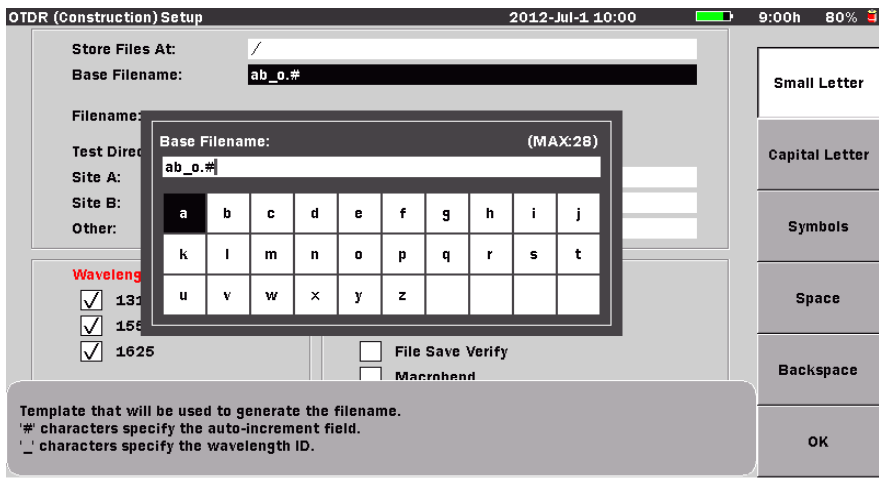 OTDR (Construction) Setup 2012-Jul-1 10:00 9:00h 80%
Store Files At: /
Base Filename: ab_o.#
Filename:
Test Direc
Site A:
Site B:
Other:
Base Filename: (MAX:28)
ab_o.#
a b c d e f g h i j
k l m n o p q r s t
u v w x y z
Waveleng
131
155
1625
File Save Verify
Macrobend
Template that will be used to generate the filename.
'#' characters specify the auto-increment field.
'_' characters specify the wavelength ID.
Small Letter
Capital Letter
Symbols
Space
Backspace
OK